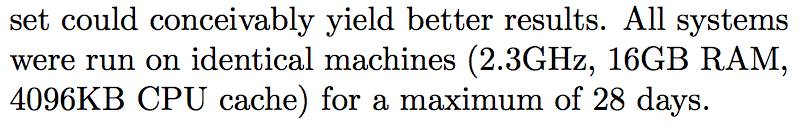 set could conceivably yield better results. All systems
were run on identical machines (2.3GHz, 16GB RAM,
4096KB CPU cache) for a maximum of 28 days.